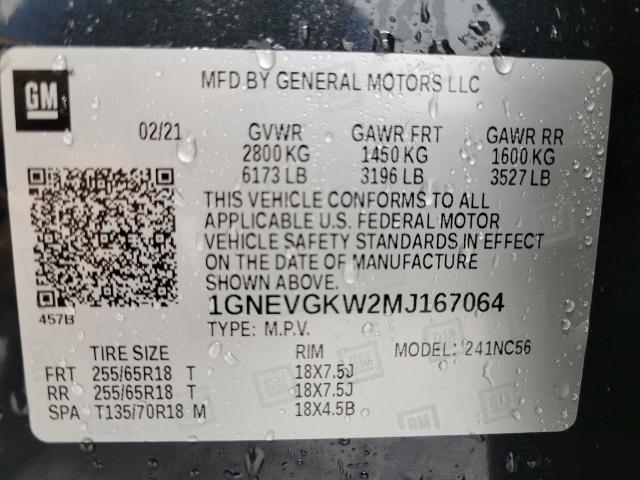 GM
MFD.BY GENERAL MOTORS LLC
02/21 GVWR GAWR FRT GAWR RR
2800 KG 1450 KG 1600 KG
6173 LB 3196 LB 3527 LB
THIS VEHICLE CONFORMS TO ALL
APPLICABLE U.S. FEDERAL MOTOR
VEHICLE SAFETY STANDARDS IN EFFECT
ON THE DATE OF MANUFACTURE
SHOWN ABOVE.
1GNEVGKW2MJ167064
457B
TYPE: M.P.V.
TIRE SIZE RIM MODEL: 241NC56
FRT 255/65R18 T 18X7.5J
RR 255/65R18 T 18X7.5J
SPA T135/70R18 M 18X4.5B